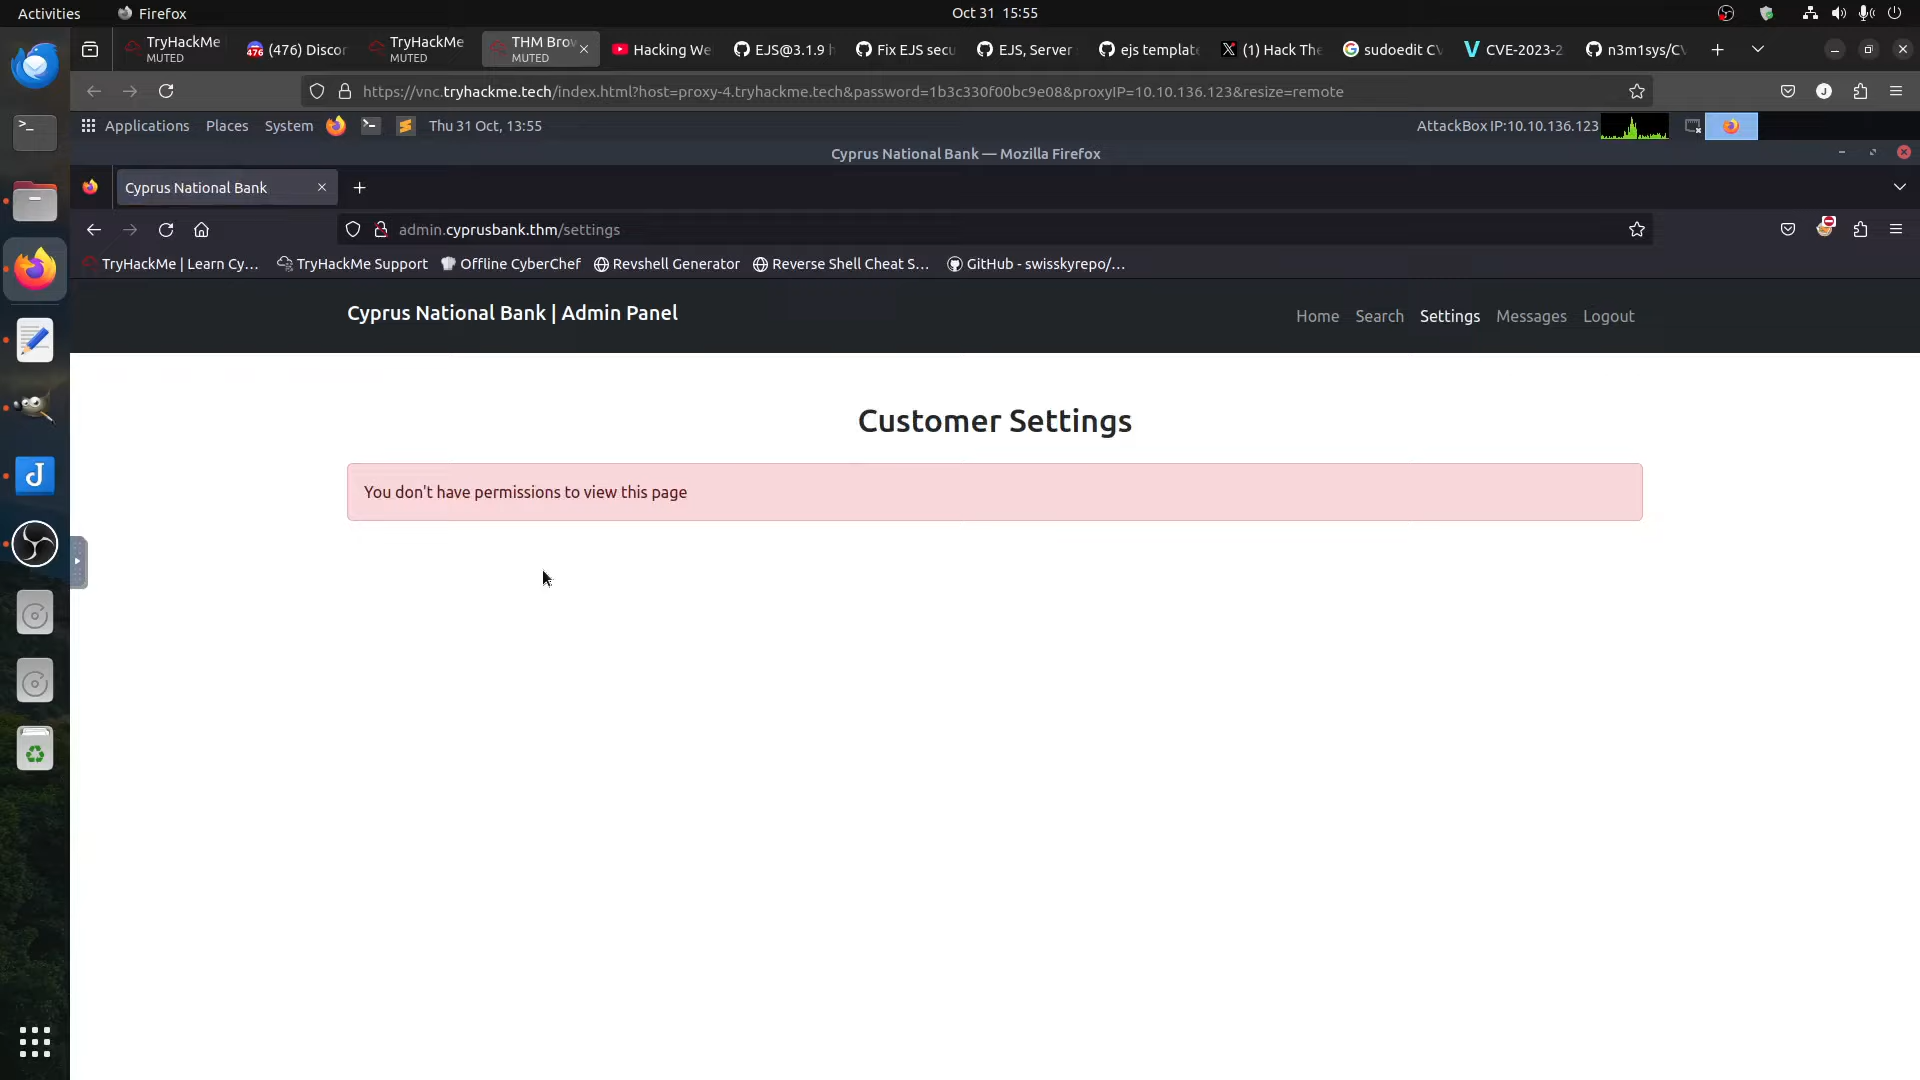 Activities
Firefox
Oct 31 15:55
TryHackMe
MUTED
(476) Discor
TryHackMe
MUTED
THM Brow
MUTED
Hacking We
EJS@3.1.9 h
Fix EJS secu
EJS, Server
ejs template
(1) Hack The
sudoedit CV
CVE-2023-2
n3m1sys/CV
https://vnc.tryhackme.tech/index.html?host=proxy-4.tryhackme.tech&password=1b3c330f00bc9e08&proxyIP=10.10.136.123&resize=remote
Applications Places System
Thu 31 Oct, 13:55
AttackBox IP:10.10.136.123
Cyprus National Bank — Mozilla Firefox
Cyprus National Bank
admin.cyprusbank.thm/settings
TryHackMe | Learn Cy...
TryHackMe Support
Offline CyberChef
Revshell Generator
Reverse Shell Cheat S...
GitHub - swisskyrepo/...
Cyprus National Bank | Admin Panel
Home Search Settings Messages Logout
Customer Settings
You don't have permissions to view this page